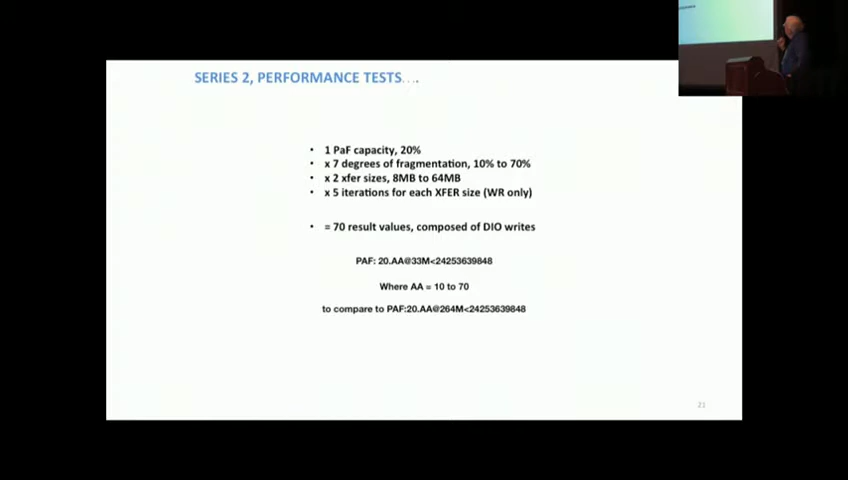 SERIES 2, PERFORMANCE TESTS....
• 1 PaF capacity, 20%
• x 7 degrees of fragmentation, 10% to 70%
• x 2 xfer sizes, 8MB to 64MB
• x 5 iterations for each XFER size (WR only)
• = 70 result values, composed of DIO writes
PAF: 20.AA@33M<24253639848
Where AA = 10 to 70
to compare to PAF:20.AA@264M<24253639848
21